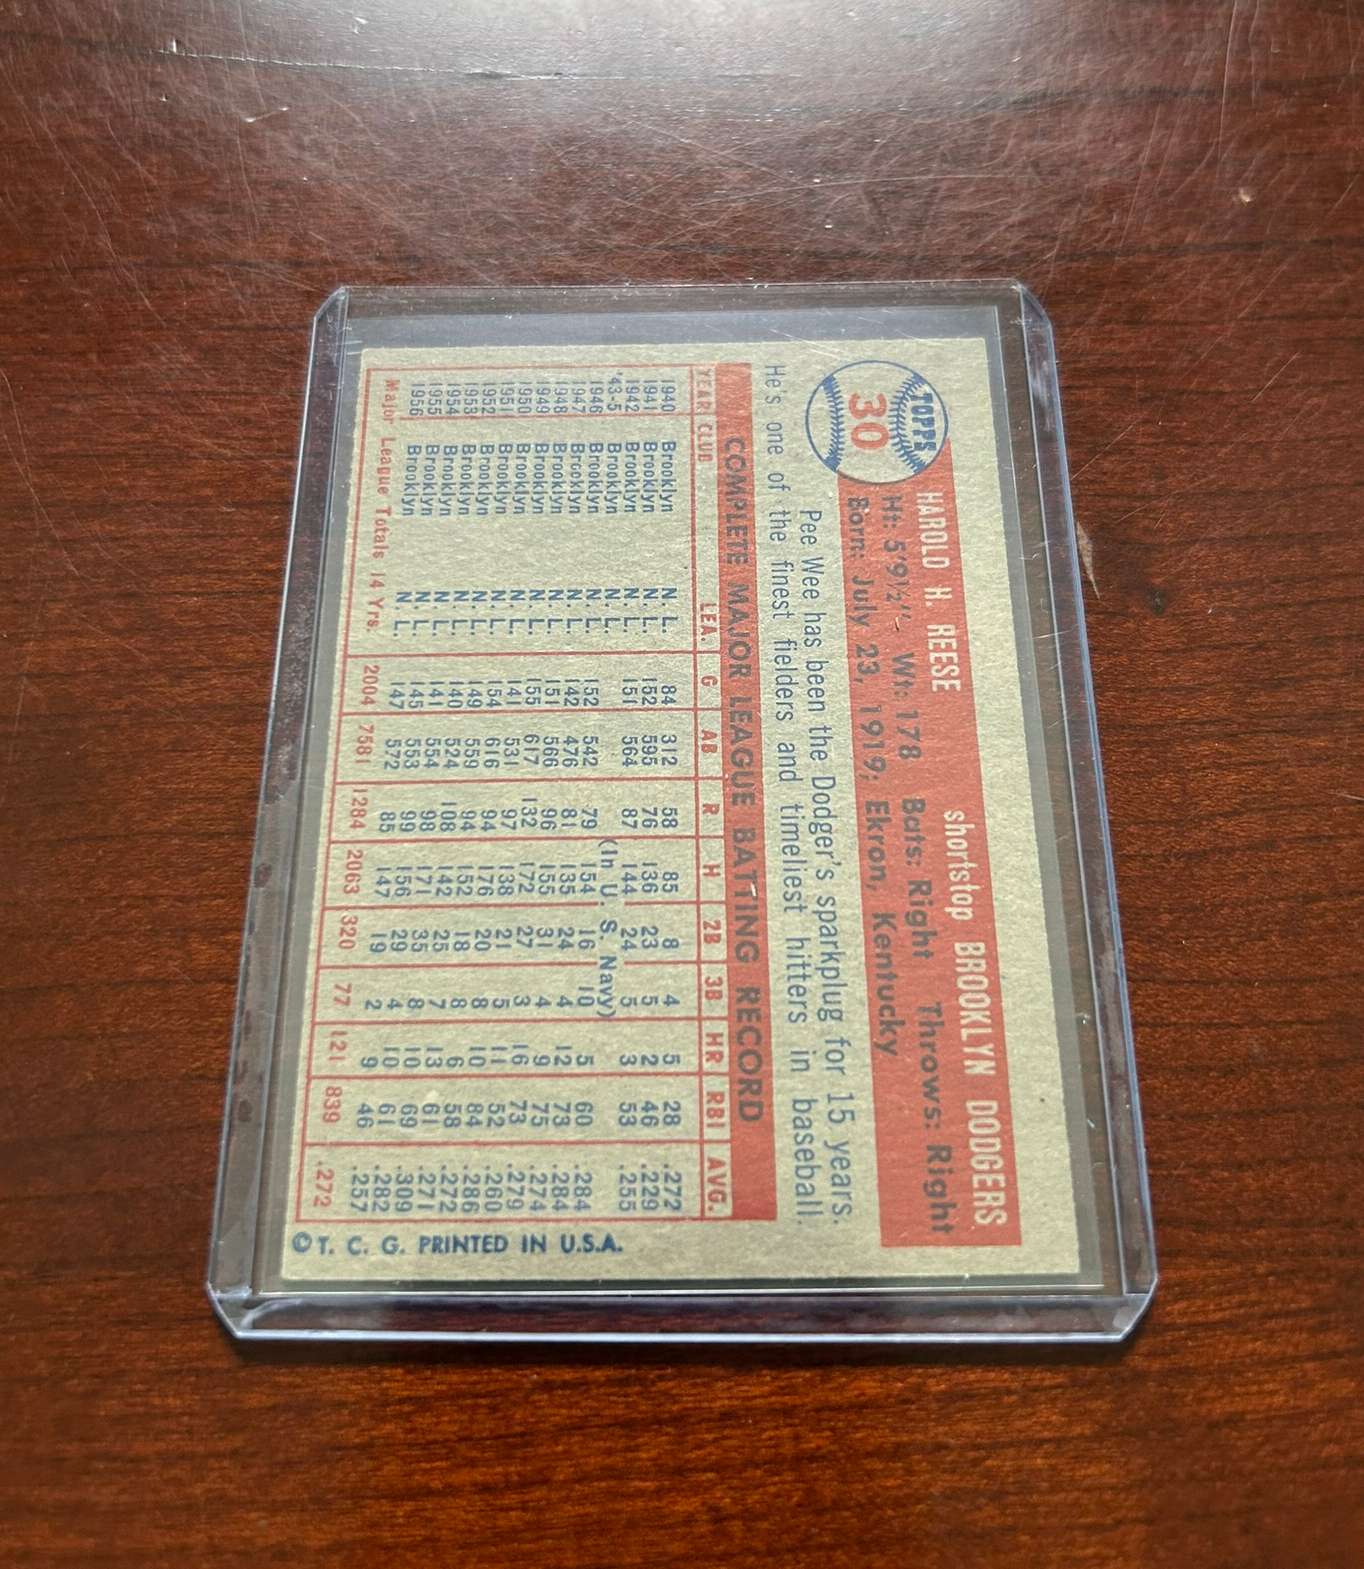 TOPPS
30
HAROLD H. REESE shortstop BROOKLYN DODGERS
Ht: 5'9½" Wt: 178 Bats: Right Throws: Right
Born: July 23, 1919; Ekron, Kentucky
Pee Wee has been the Dodger's sparkplug for 15 years.
He's one of the finest fielders and timeliest hitters in baseball.
COMPLETE MAJOR LEAGUE BATTING RECORD
YEAR CLUB LEA. G AB R H 2B 3B HR RBI AVG.
1940 Brooklyn N. L. 84 312 58 85 8 4 5 28 .272
1941 Brooklyn N. L. 152 595 76 136 23 5 2 46 .229
1942 Brooklyn N. L. 151 564 87 144 24 5 3 53 .255
'43-5 Brooklyn N. L. (In U. S. Navy)
1946 Brooklyn N. L. 152 542 79 154 16 10 5 60 .284
1947 Brooklyn N. L. 142 476 81 135 24 4 12 73 .284
1948 Brooklyn N. L. 151 566 96 155 31 4 9 75 .274
1949 Brooklyn N. L. 155 617 132 172 27 3 16 73 .279
1950 Brooklyn N. L. 141 531 97 138 21 5 11 52 .260
1951 Brooklyn N. L. 154 616 94 176 20 8 10 84 .286
1952 Brooklyn N. L. 149 559 94 152 18 8 6 58 .272
1953 Brooklyn N. L. 140 524 108 142 25 7 13 61 .271
1954 Brooklyn N. L. 141 554 98 171 35 8 10 69 .309
1955 Brooklyn N. L. 145 553 99 156 29 4 10 61 .282
1956 Brooklyn N. L. 147 572 85 147 19 2 9 46 .257
Major League Totals 14 Yrs. 2004 7581 1284 2063 320 77 121 839 .272
© T. C. G. PRINTED IN U.S.A.